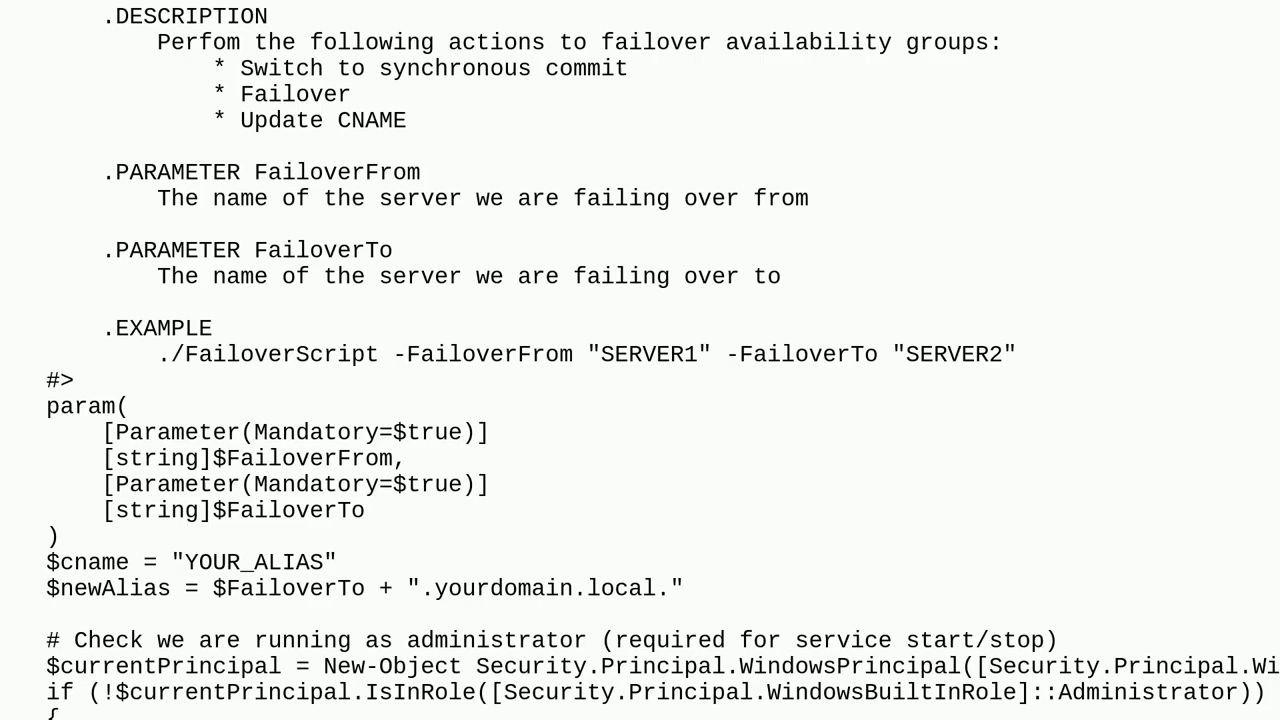 .DESCRIPTION
Perfom the following actions to failover availability groups:
* Switch to synchronous commit
* Failover
* Update CNAME
.PARAMETER FailoverFrom
The name of the server we are failing over from
.PARAMETER FailoverTo
The name of the server we are failing over to
.EXAMPLE
./FailoverScript -FailoverFrom "SERVER1" -FailoverTo "SERVER2"
#>
param(
[Parameter(Mandatory=$true)]
[string]$FailoverFrom,
[Parameter(Mandatory=$true)]
[string]$FailoverTo
)
$cname = "YOUR_ALIAS"
$newAlias = $FailoverTo + ".yourdomain.local."
# Check we are running as administrator (required for service start/stop)
$currentPrincipal = New-Object Security.Principal.WindowsPrincipal([Security.Principal.Wi
if (!$currentPrincipal.IsInRole([Security.Principal.WindowsBuiltInRole]::Administrator))
{